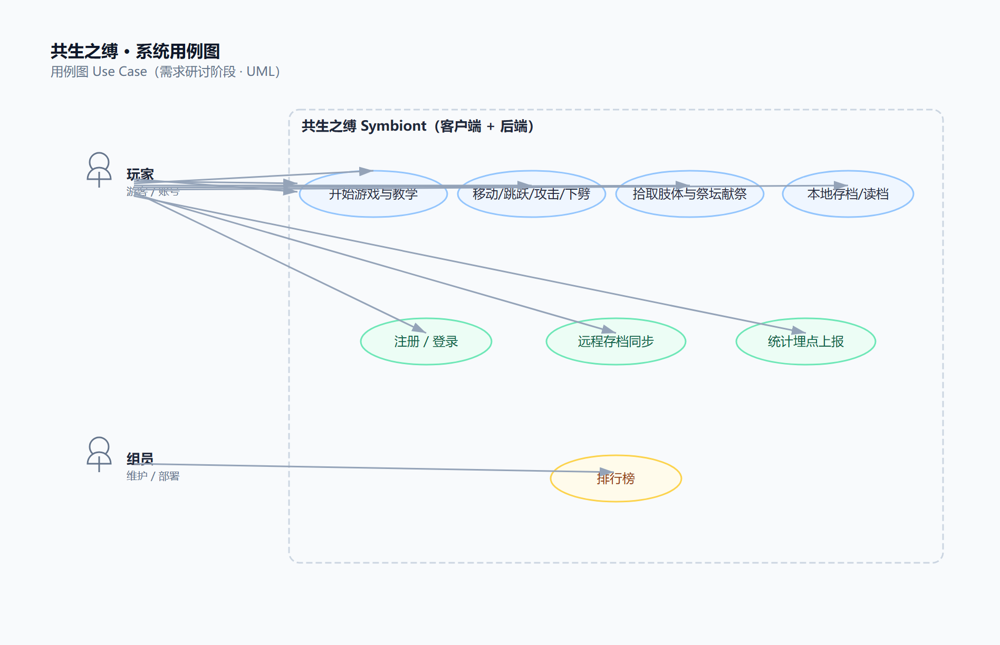 共生之缚 · 系统用例图
用例图 Use Case（需求研讨阶段 · UML）
共生之缚 Symbiont（客户端 + 后端）
玩家
游客 / 账号
开始游戏与教学
移动/跳跃/攻击/下劈
拾取肢体与祭坛献祭
本地存档/读档
注册 / 登录
远程存档同步
统计埋点上报
组员
维护 / 部署
排行榜